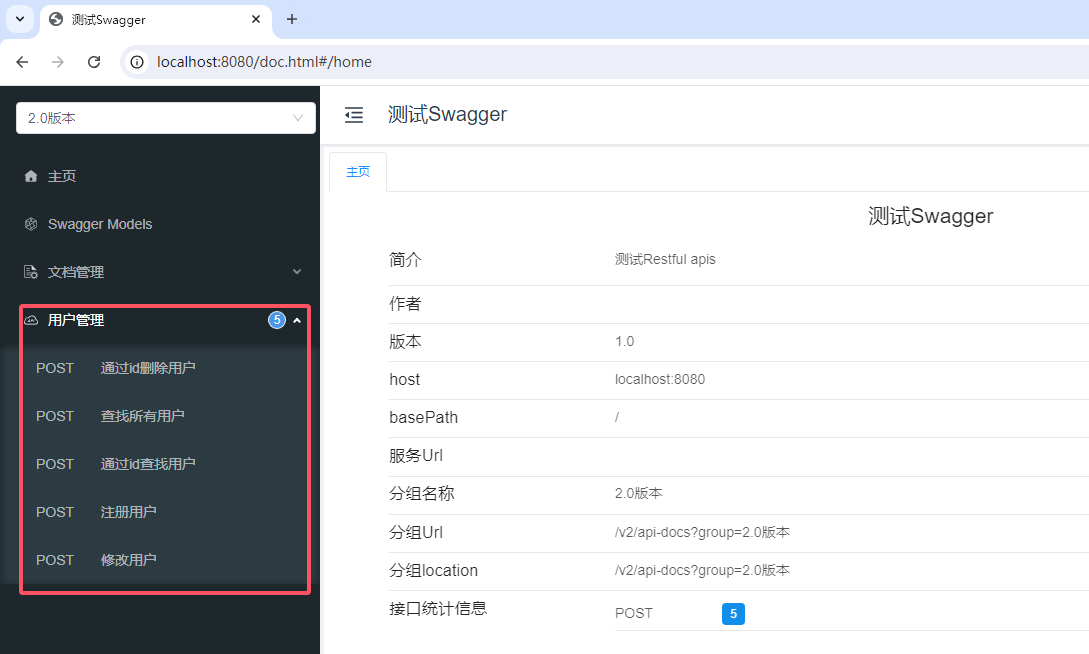 测试Swagger
localhost:8080/doc.html#/home
2.0版本
主页
Swagger Models
文档管理
用户管理 5
POST 通过id删除用户
POST 查找所有用户
POST 通过id查找用户
POST 注册用户
POST 修改用户
测试Swagger
主页
测试Swagger
简介 测试Restful apis
作者
版本 1.0
host localhost:8080
basePath /
服务Url
分组名称 2.0版本
分组Url /v2/api-docs?group=2.0版本
分组location /v2/api-docs?group=2.0版本
接口统计信息 POST 5